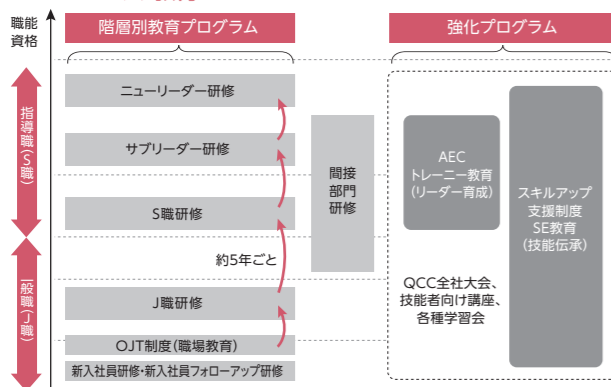 職能
資格
階層別教育プログラム
強化プログラム
指導職(S職)
一般職(J職)
ニューリーダー研修
サブリーダー研修
S職研修
約5年ごと
J職研修
OJT制度(職場教育)
新入社員研修・新入社員フォローアップ研修
間接
部門
研修
AEC
トレーニー教育
(リーダー育成)
スキルアップ
支援制度
SE教育
(技能伝承)
QCC全社大会、
技能者向け講座、
各種学習会